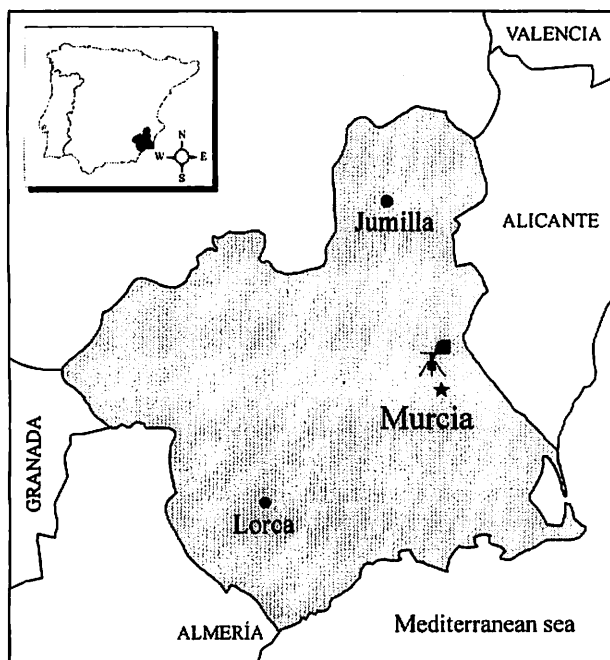 VALENCIA
N
W E
S
Jumilla
ALICANTE
Murcia
GRANADA
Lorca
ALMERÍA
Mediterranean sea